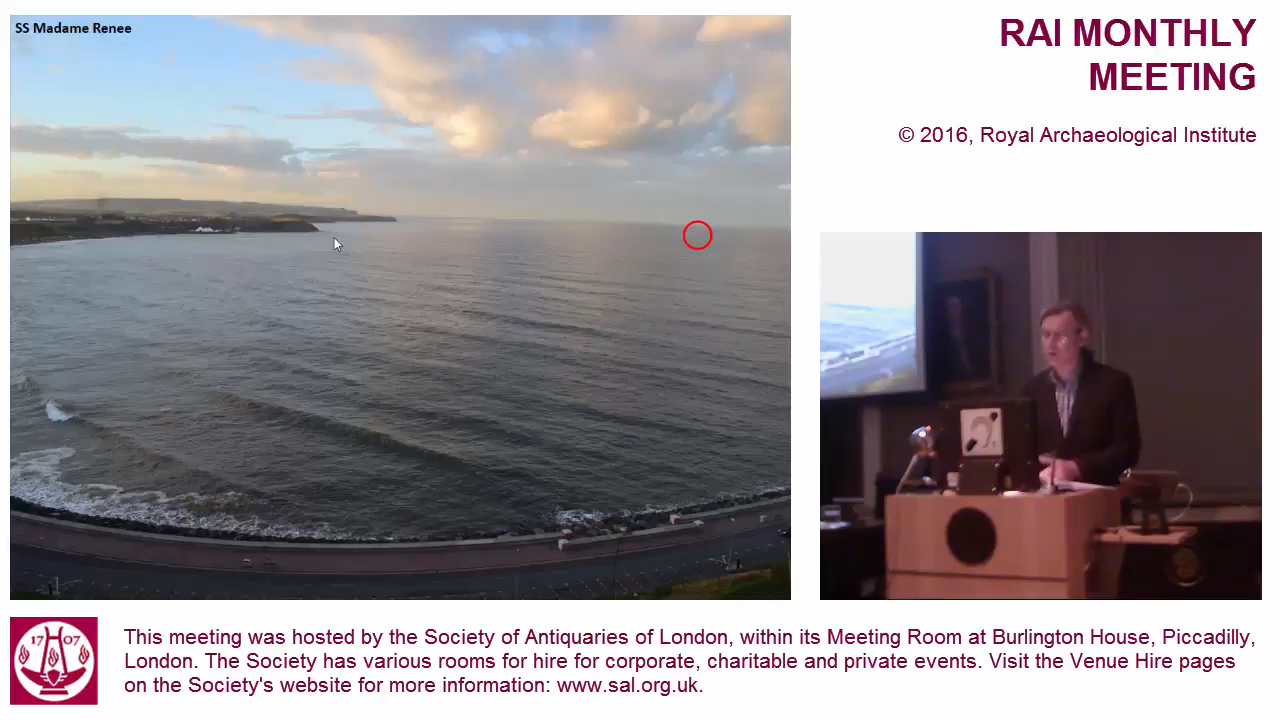 SS Madame Renee
RAI MONTHLY
MEETING
© 2016, Royal Archaeological Institute
17 07
This meeting was hosted by the Society of Antiquaries of London, within its Meeting Room at Burlington House, Piccadilly,
London. The Society has various rooms for hire for corporate, charitable and private events. Visit the Venue Hire pages
on the Society's website for more information: www.sal.org.uk.